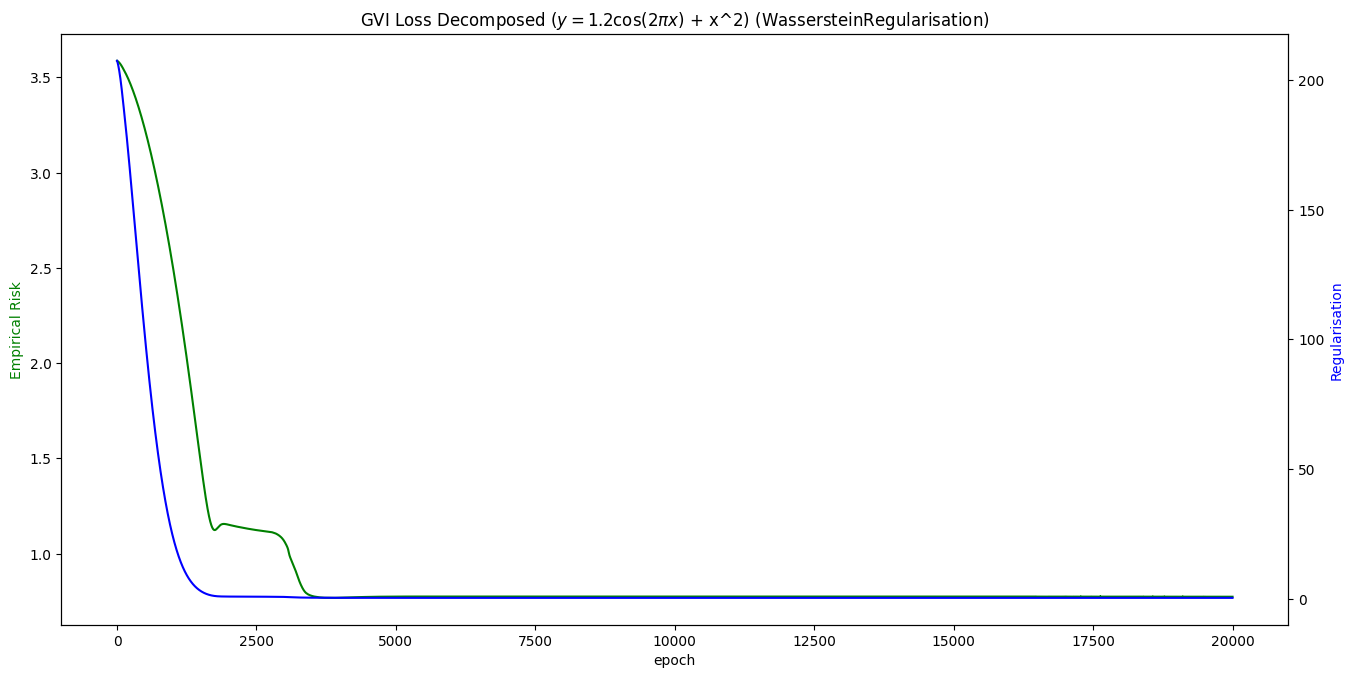 GVI Loss Decomposed (y = 1.2cos(2πx) + x^2) (WassersteinRegularisation)
3.5
3.0
2.5
2.0
1.5
1.0
Empirical Risk
200
150
100
50
0
Regularisation
0 2500 5000 7500 10000 12500 15000 17500 20000
epoch